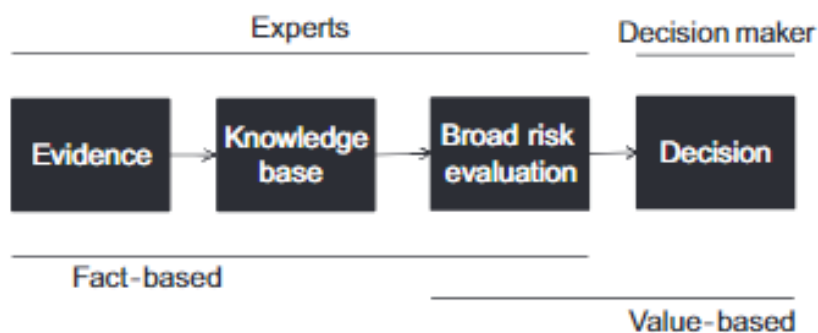 Experts
Decision maker
Evidence
Knowledge
base
Broad risk
evaluation
Decision
Fact-based
Value-based